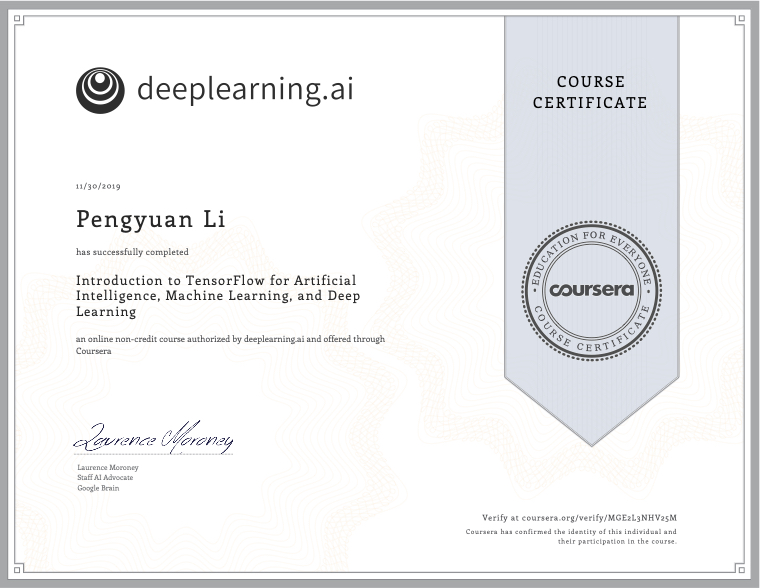 deeplearning.ai
COURSE
CERTIFICATE
11/30/2019
Pengyuan Li
has successfully completed
Introduction to TensorFlow for Artificial
Intelligence, Machine Learning, and Deep
Learning
an online non-credit course authorized by deeplearning.ai and offered through
Coursera
EDUCATION FOR EVERYONE
coursera
COURSE CERTIFICATE
Laurence Moroney
Laurence Moroney
Staff AI Advocate
Google Brain
Verify at coursera.org/verify/MGE2L3NHV25M
Coursera has confirmed the identity of this individual and
their participation in the course.